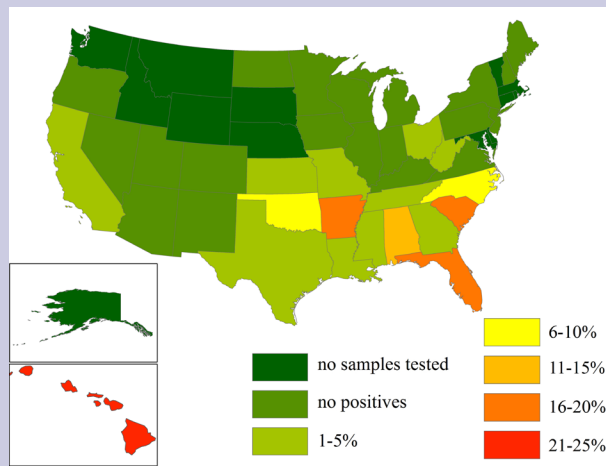 no samples tested
no positives
1-5%
6-10%
11-15%
16-20%
21-25%